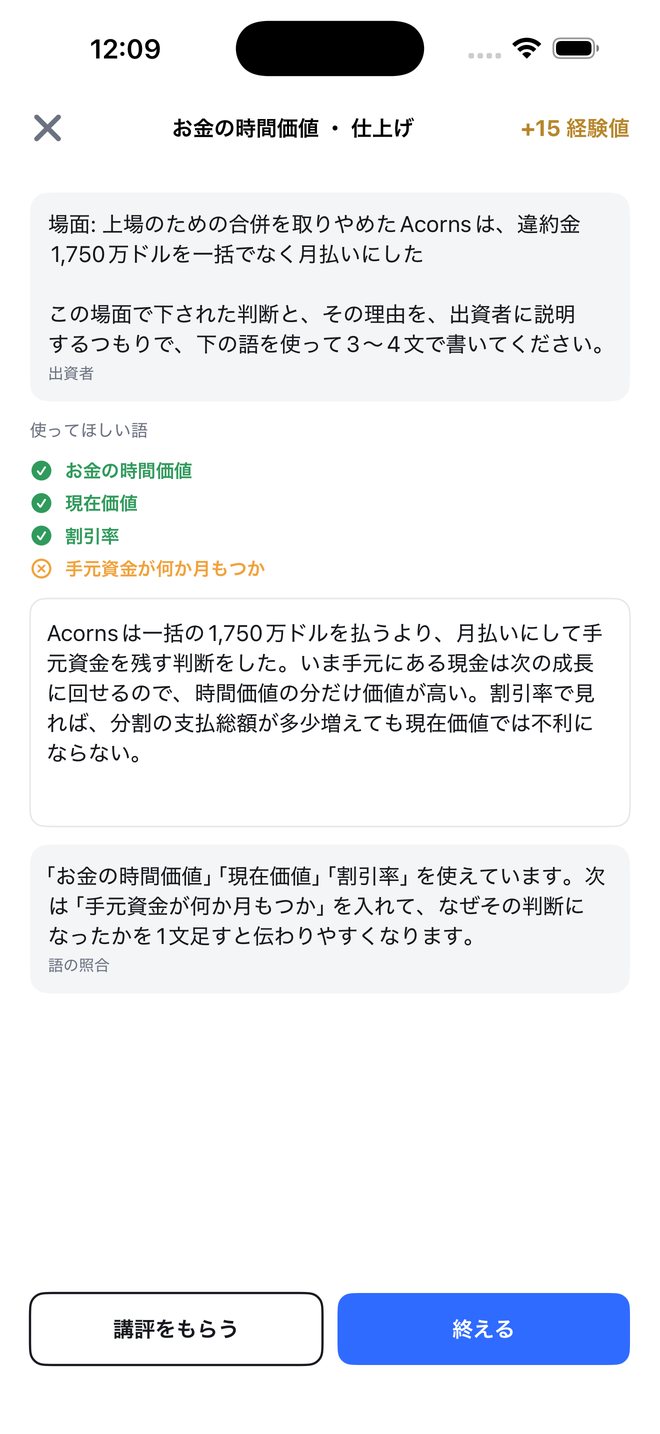 12:09
お金の時間価値 ・ 仕上げ
+15 経験値
場面: 上場のための合併を取りやめたAcornsは、違約金
1,750万ドルを一括でなく月払いにした
この場面で下された判断と、その理由を、出資者に説明
するつもりで、下の語を使って3〜4文で書いてください。
出資者
使ってほしい語
お金の時間価値
現在価値
割引率
手元資金が何か月もつか
Acornsは一括の1,750万ドルを払うより、月払いにして手
元資金を残す判断をした。いま手元にある現金は次の成長
に回せるので、時間価値の分だけ価値が高い。割引率で見
れば、分割の支払総額が多少増えても現在価値では不利に
ならない。
「お金の時間価値」「現在価値」「割引率」を使えています。次
は「手元資金が何か月もつか」を入れて、なぜその判断に
なったかを1文足すと伝わりやすくなります。
語の照合
講評をもらう
終える